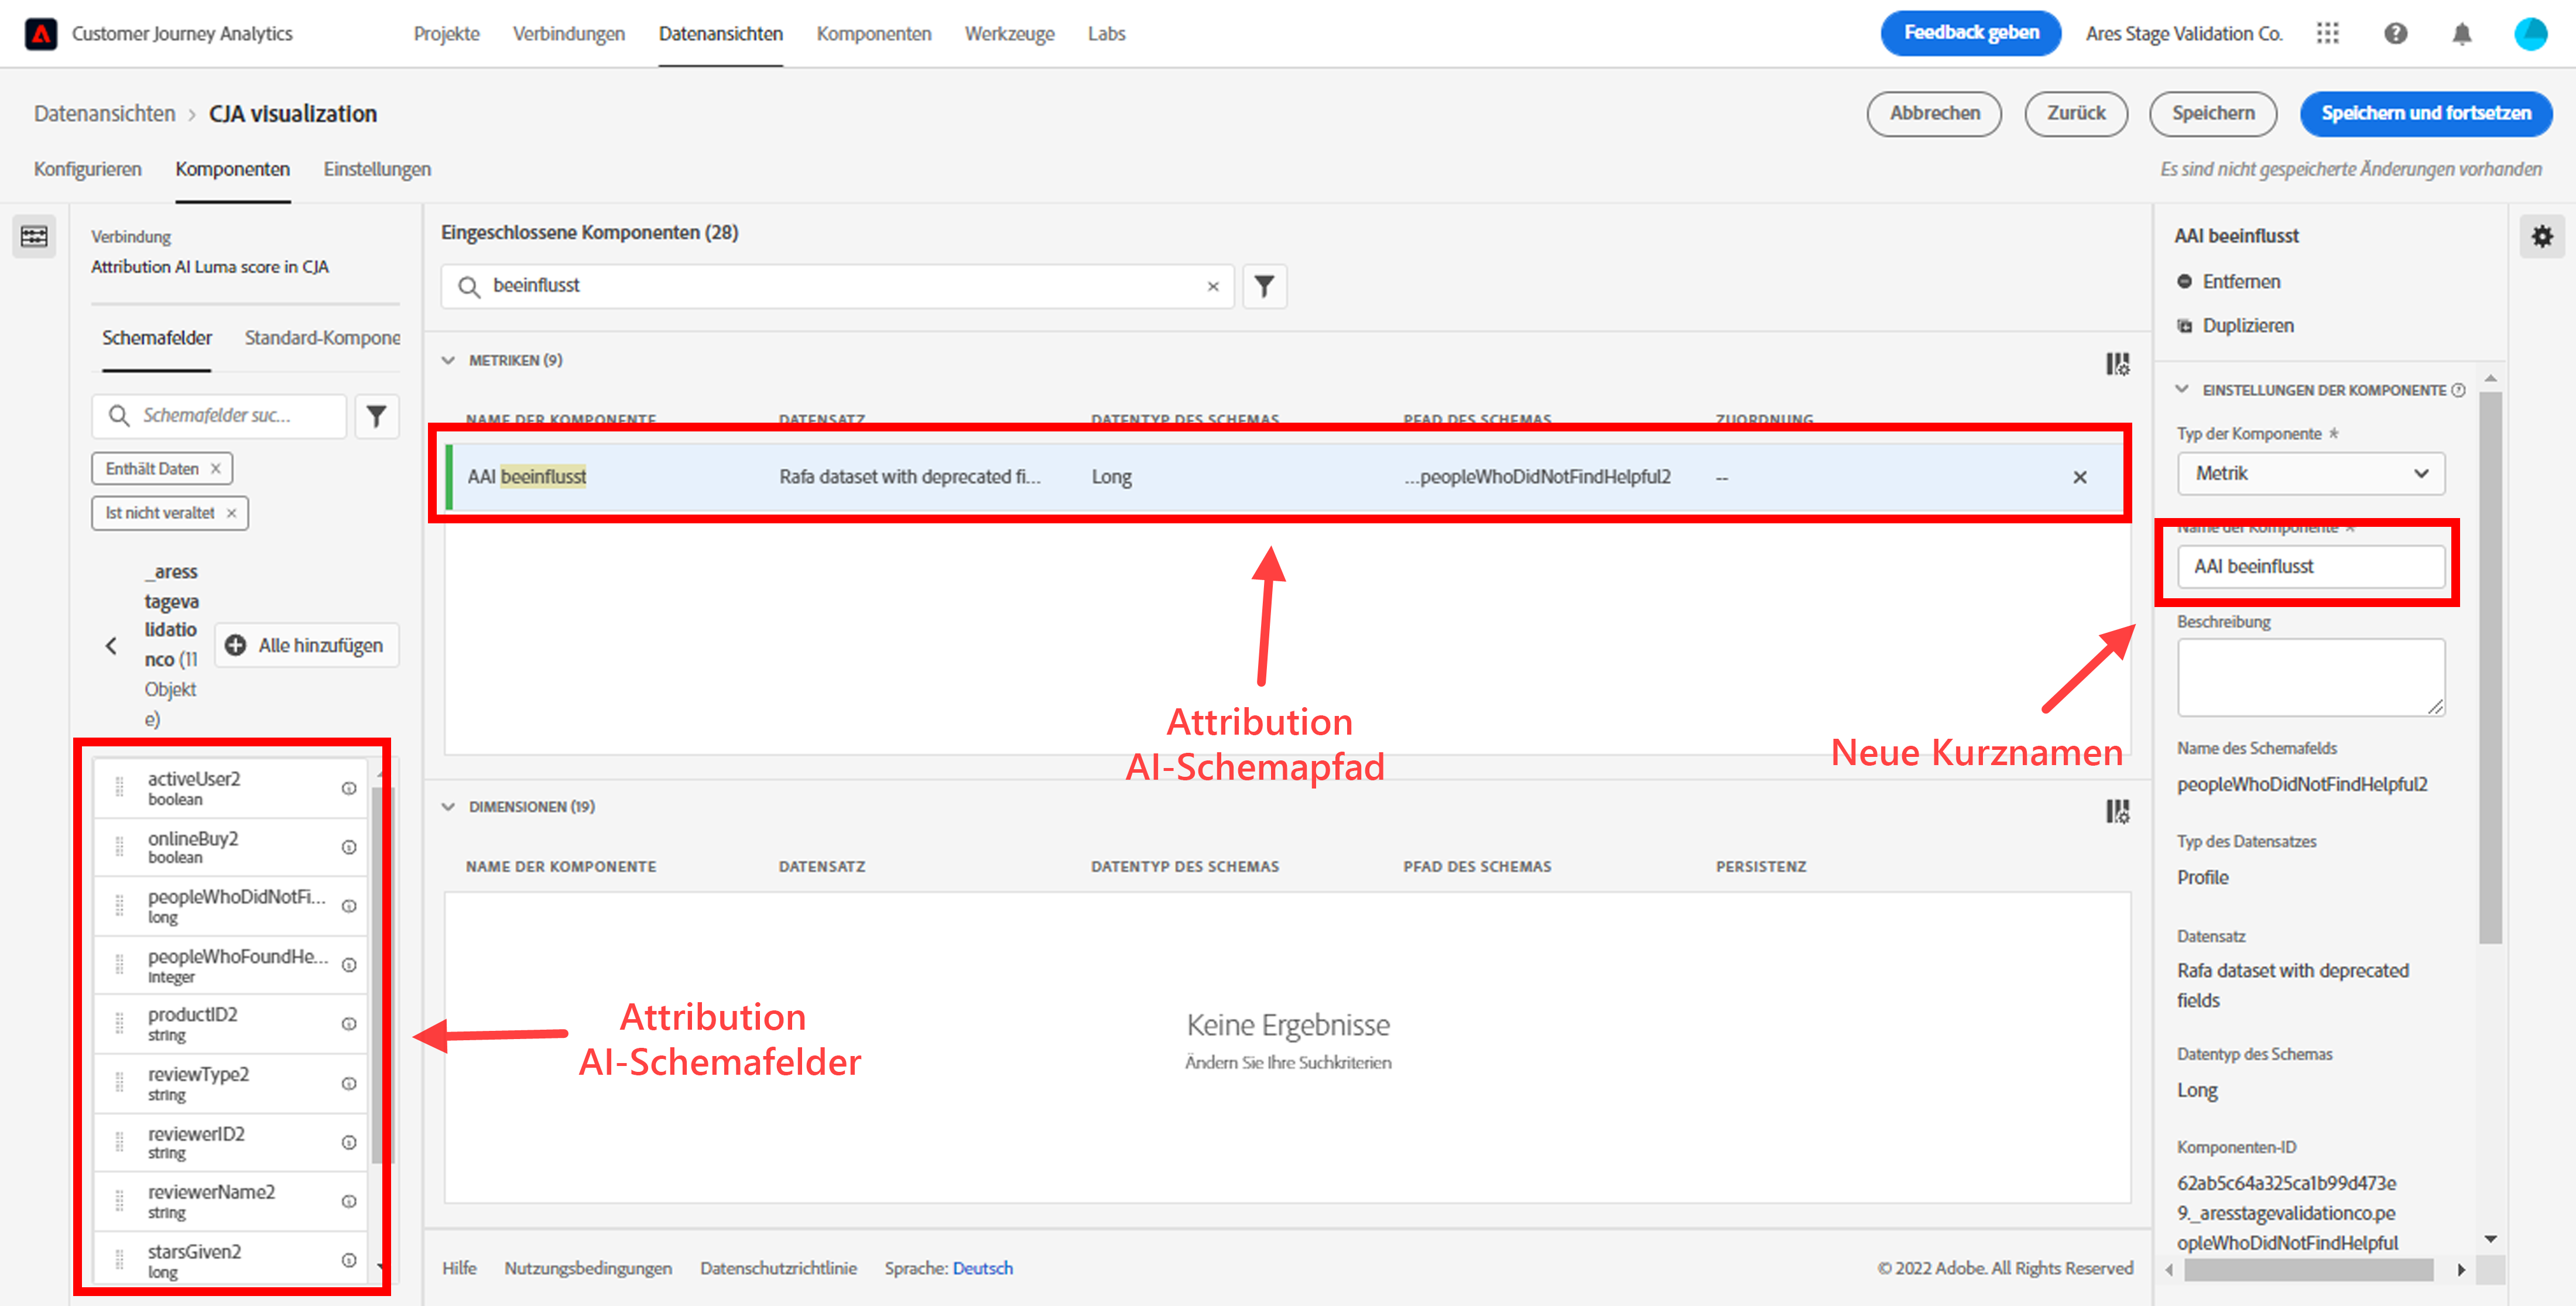 Customer Journey Analytics
Projekte
Verbindungen
Datenansichten
Komponenten
Werkzeuge
Labs
Feedback geben
Ares Stage Validation Co.
Datenansichten > CJA visualization
Abbrechen
Zurück
Speichern
Speichern und fortsetzen
Konfigurieren
Komponenten
Einstellungen
Es sind nicht gespeicherte Änderungen vorhanden
Verbindung
Attribution AI Luma score in CJA
Schemafelder
Standard-Kompone
Schemafelder suc...
Enthält Daten ×
Ist nicht veraltet ×
_aress
tageva
lidatio
nco (11
Objekt
e)
Alle hinzufügen
activeUser2
boolean
onlineBuy2
boolean
peopleWhoDidNotFi...
long
peopleWhoFoundHe...
Integer
productID2
string
reviewType2
string
reviewerID2
string
reviewerName2
string
starsGiven2
long
Eingeschlossene Komponenten (28)
beeinflusst
METRIKEN (9)
NAME DER KOMPONENTE
DATENSATZ
DATENTYP DES SCHEMAS
PFAD DES SCHEMAS
ZUORDNUNG
AAI beeinflusst
Rafa dataset with deprecated fi...
Long
...peopleWhoDidNotFindHelpful2
--
Attribution
AI-Schemapfad
Neue Kurznamen
DIMENSIONEN (19)
NAME DER KOMPONENTE
DATENSATZ
DATENTYP DES SCHEMAS
PFAD DES SCHEMAS
PERSISTENZ
Attribution
AI-Schemafelder
Keine Ergebnisse
Ändern Sie Ihre Suchkriterien
AAI beeinflusst
Entfernen
Duplizieren
EINSTELLUNGEN DER KOMPONENTE
Typ der Komponente *
Metrik
Name der Komponente *
AAI beeinflusst
Beschreibung
Name des Schemafelds
peopleWhoDidNotFindHelpful2
Typ des Datensatzes
Profile
Datensatz
Rafa dataset with deprecated
fields
Datentyp des Schemas
Long
Komponenten-ID
62ab5c64a325ca1b99d473e
9._aresstagevalidationco.pe
opleWhoDidNotFindHelpful
Hilfe
Nutzungsbedingungen
Datenschutzrichtlinie
Sprache: Deutsch
© 2022 Adobe. All Rights Reserved